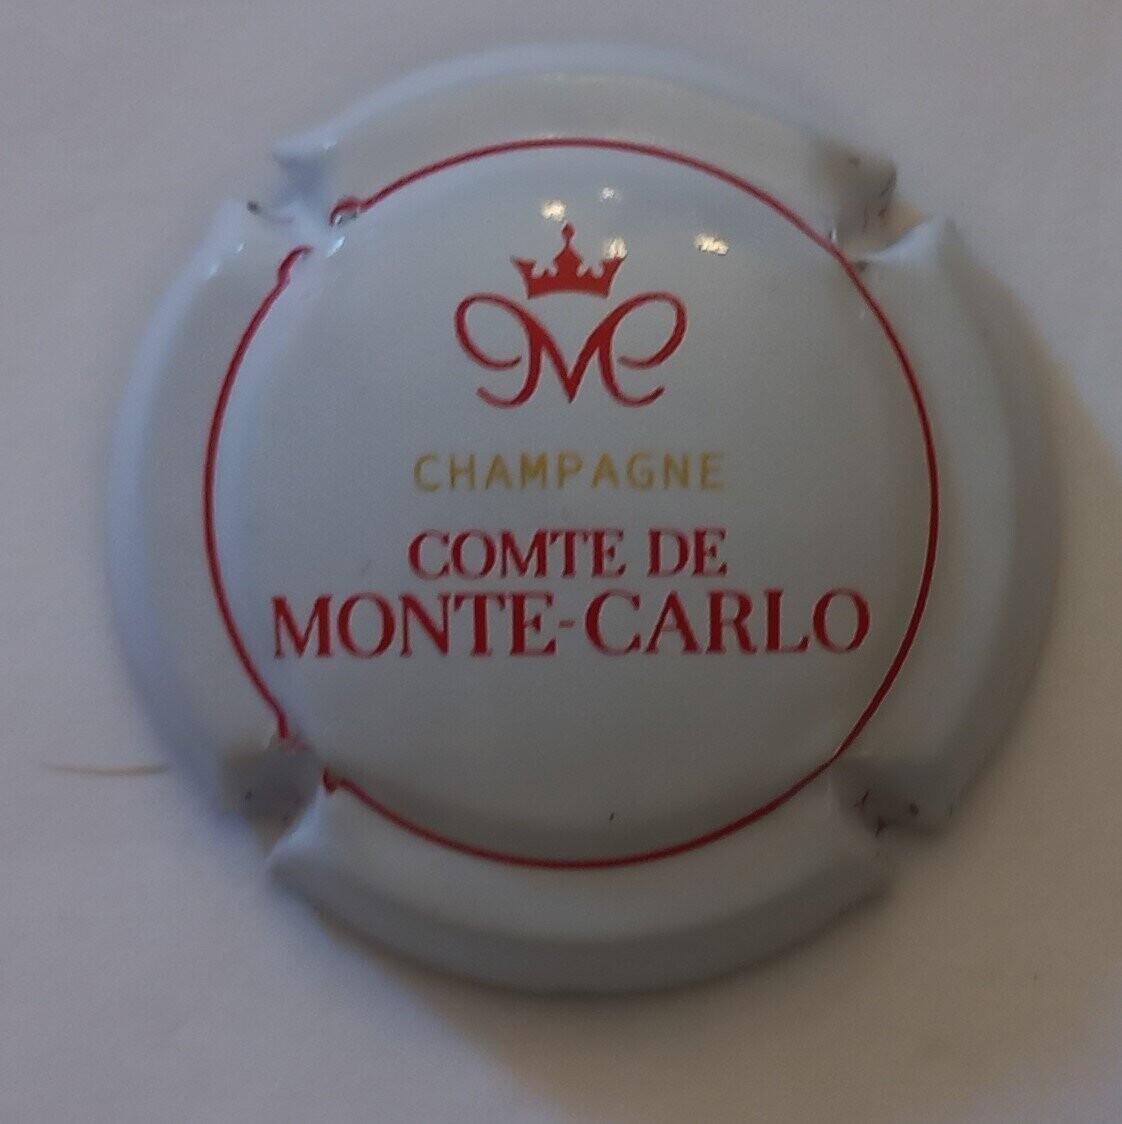 M
CHAMPAGNE
COMTE DE
MONTE-CARLO